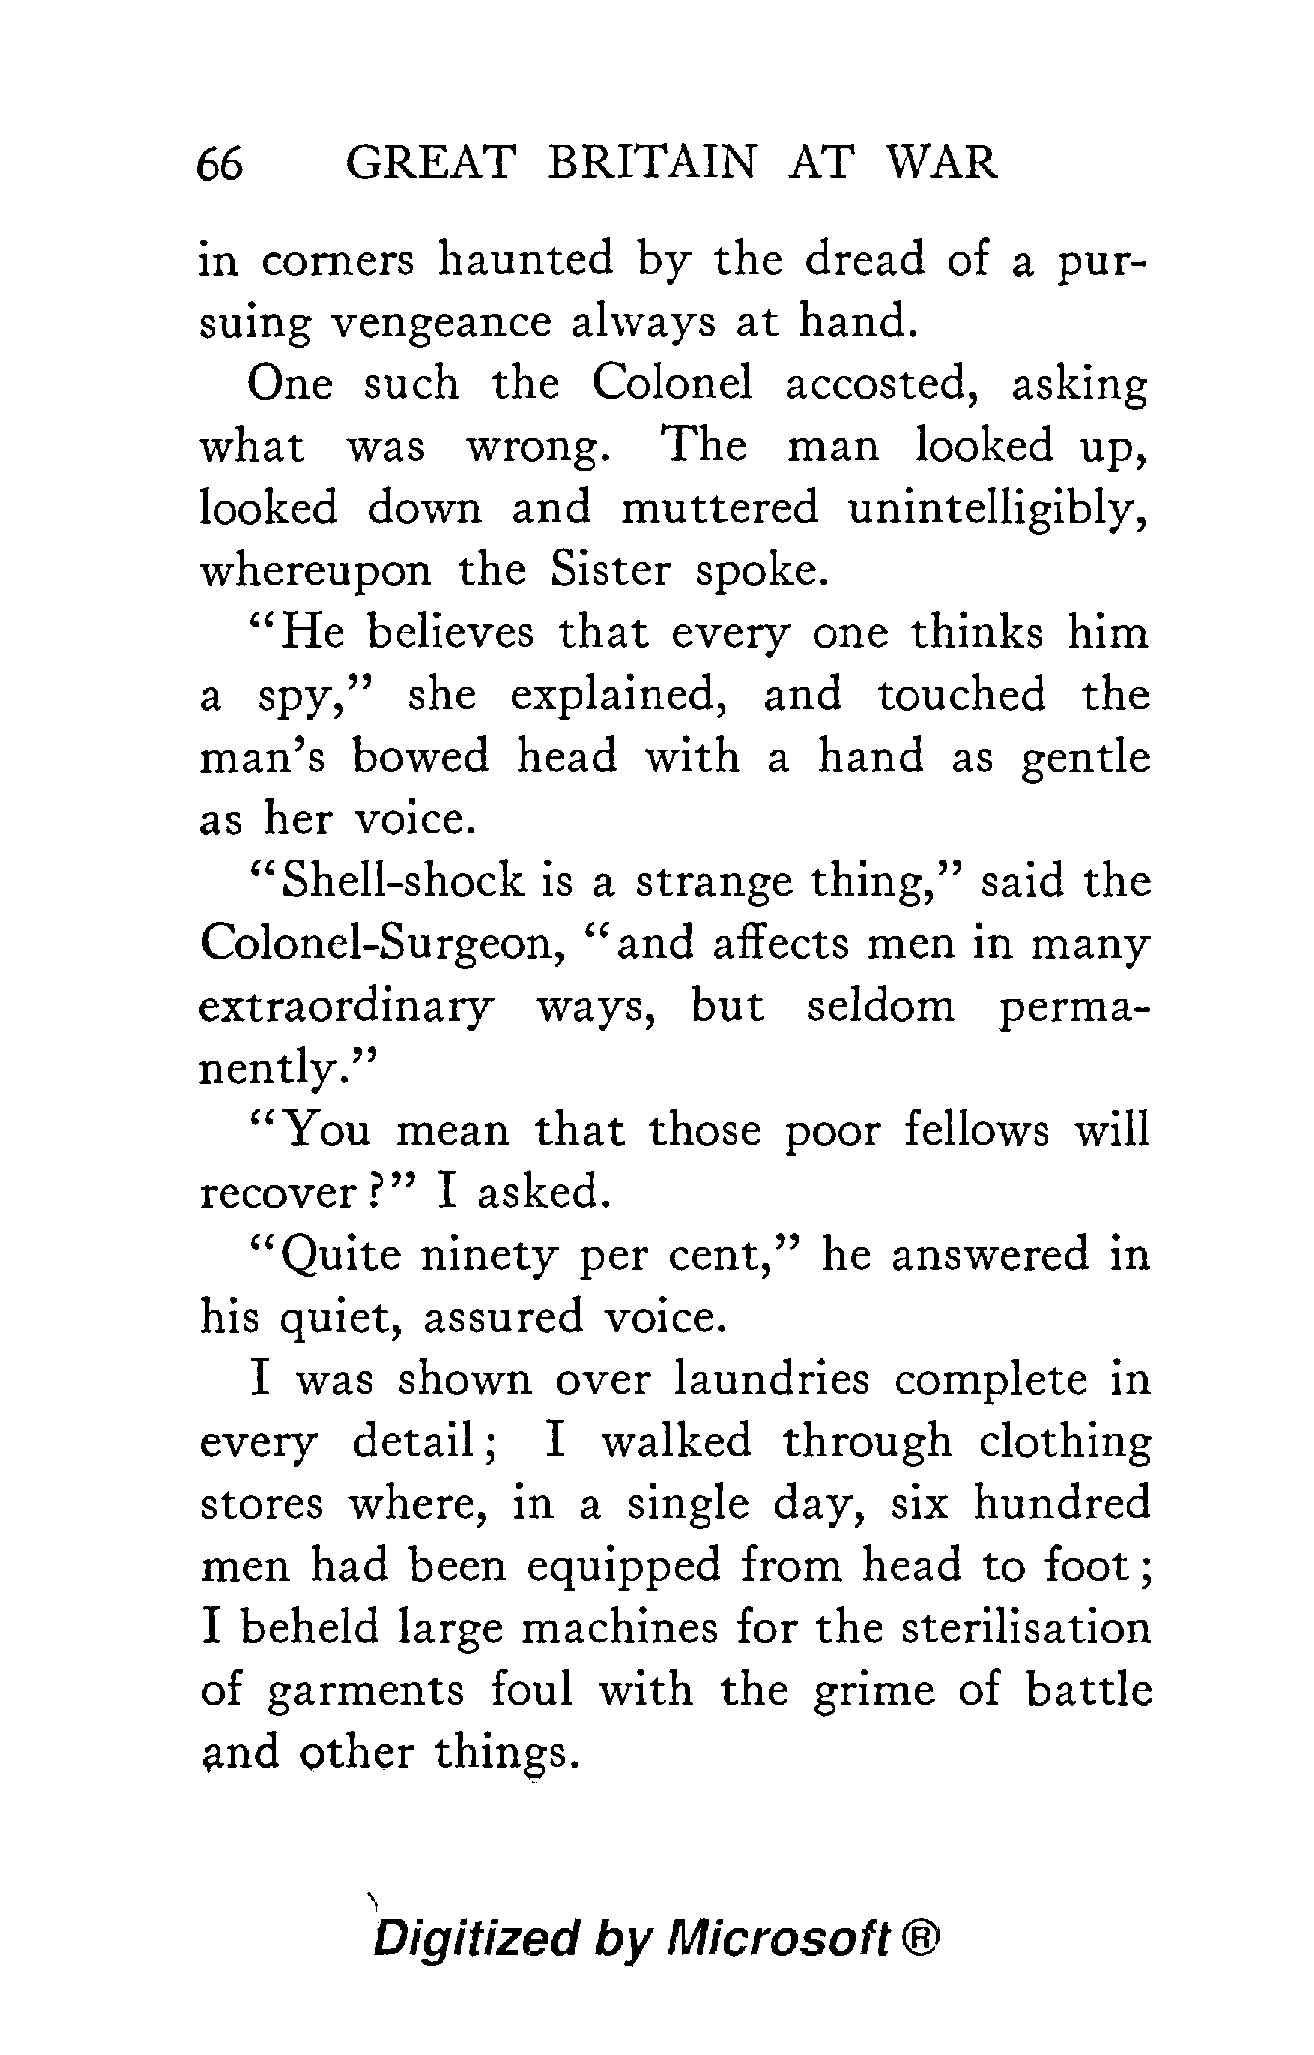 66 GREAT BRITAIN AT WAR
in corners haunted by the dread of a pur-
suing vengeance always at hand.
One such the Colonel accosted, asking
what was wrong. The man looked up,
looked down and muttered unintelligibly,
whereupon the Sister spoke.
“He believes that every one thinks him
a spy,” she explained, and touched the
man’s bowed head with a hand as gentle
as her voice.
“Shell-shock is a strange thing,” said the
Colonel-Surgeon, “and affects men in many
extraordinary ways, but seldom perma-
nently.”
“You mean that those poor fellows will
recover?” I asked.
“Quite ninety per cent,” he answered in
his quiet, assured voice.
I was shown over laundries complete in
every detail; I walked through clothing
stores where, in a single day, six hundred
men had been equipped from head to foot;
I beheld large machines for the sterilisation
of garments foul with the grime of battle
and other things.
Digitized by Microsoft ®